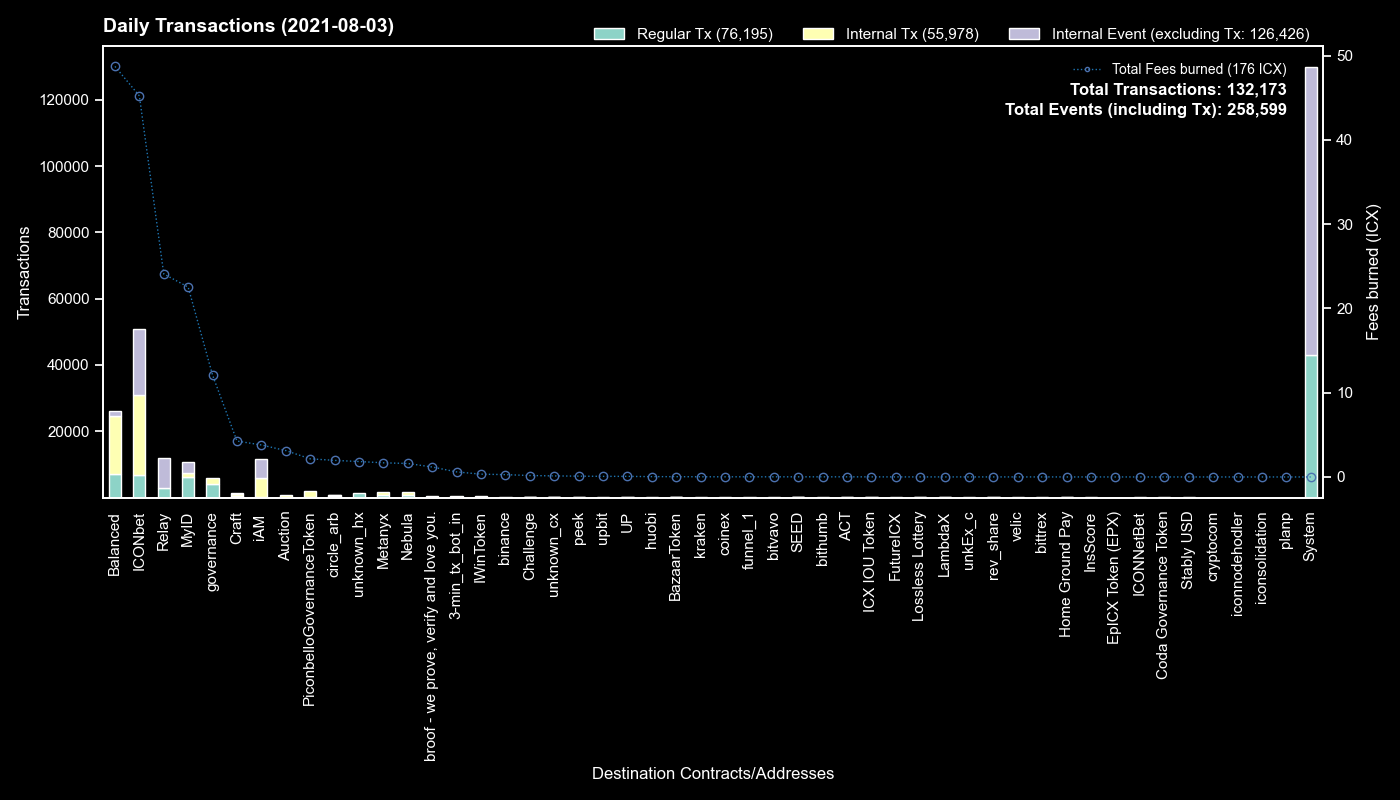 Daily Transactions (2021-08-03)
Regular Tx (76,195)
Internal Tx (55,978)
Internal Event (excluding Tx: 126,426)
Total Fees burned (176 ICX)
Total Transactions: 132,173
Total Events (including Tx): 258,599
Transactions
120000
100000
80000
60000
40000
20000
50
40
30
20
10
0
Fees burned (ICX)
Balanced
ICONbet
Relay
MyID
governance
Craft
iAM
Auction
PiconbelloGovernanceToken
circle_arb
unknown_hx
Metanyx
Nebula
broof - we prove, verify and love you.
3-min_tx_bot_in
IWinToken
binance
Challenge
unknown_cx
peek
upbit
UP
huobi
BazaarToken
kraken
coinex
funnel_1
bitvavo
SEED
bithumb
ACT
ICX IOU Token
FutureICX
Lossless Lottery
LambdaX
unkEx_c
rev_share
velic
bittrex
Home Ground Pay
InsScore
EpICX Token (EPX)
ICONNetBet
Coda Governance Token
Stably USD
cryptocom
iconnodehodler
iconsolidation
planp
System
Destination Contracts/Addresses